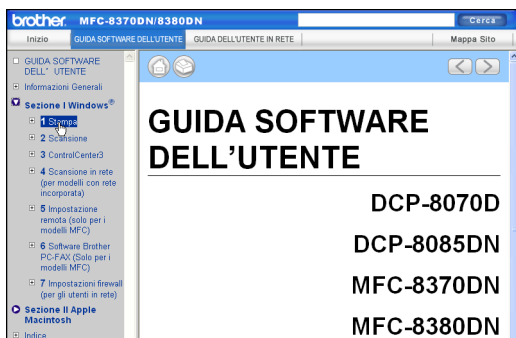 brother MFC-8370DN/8380DN
Cerca
Inizio
GUIDA SOFTWARE DELL'UTENTE
GUIDA DELL'UTENTE IN RETE
Mappa Sito
GUIDA SOFTWARE
DELL' UTENTE
Informazioni Generali
Sezione I Windows®
1 Stampa
2 Scansione
3 ControlCenter3
4 Scansione in rete
(per modelli con rete
incorporata)
5 Impostazione
remota (solo per i
modelli MFC)
6 Software Brother
PC-FAX (Solo per i
modelli MFC)
7 Impostazioni firewall
(per gli utenti in rete)
Sezione II Apple
Macintosh
Indice
GUIDA SOFTWARE
DELL'UTENTE
DCP-8070D
DCP-8085DN
MFC-8370DN
MFC-8380DN